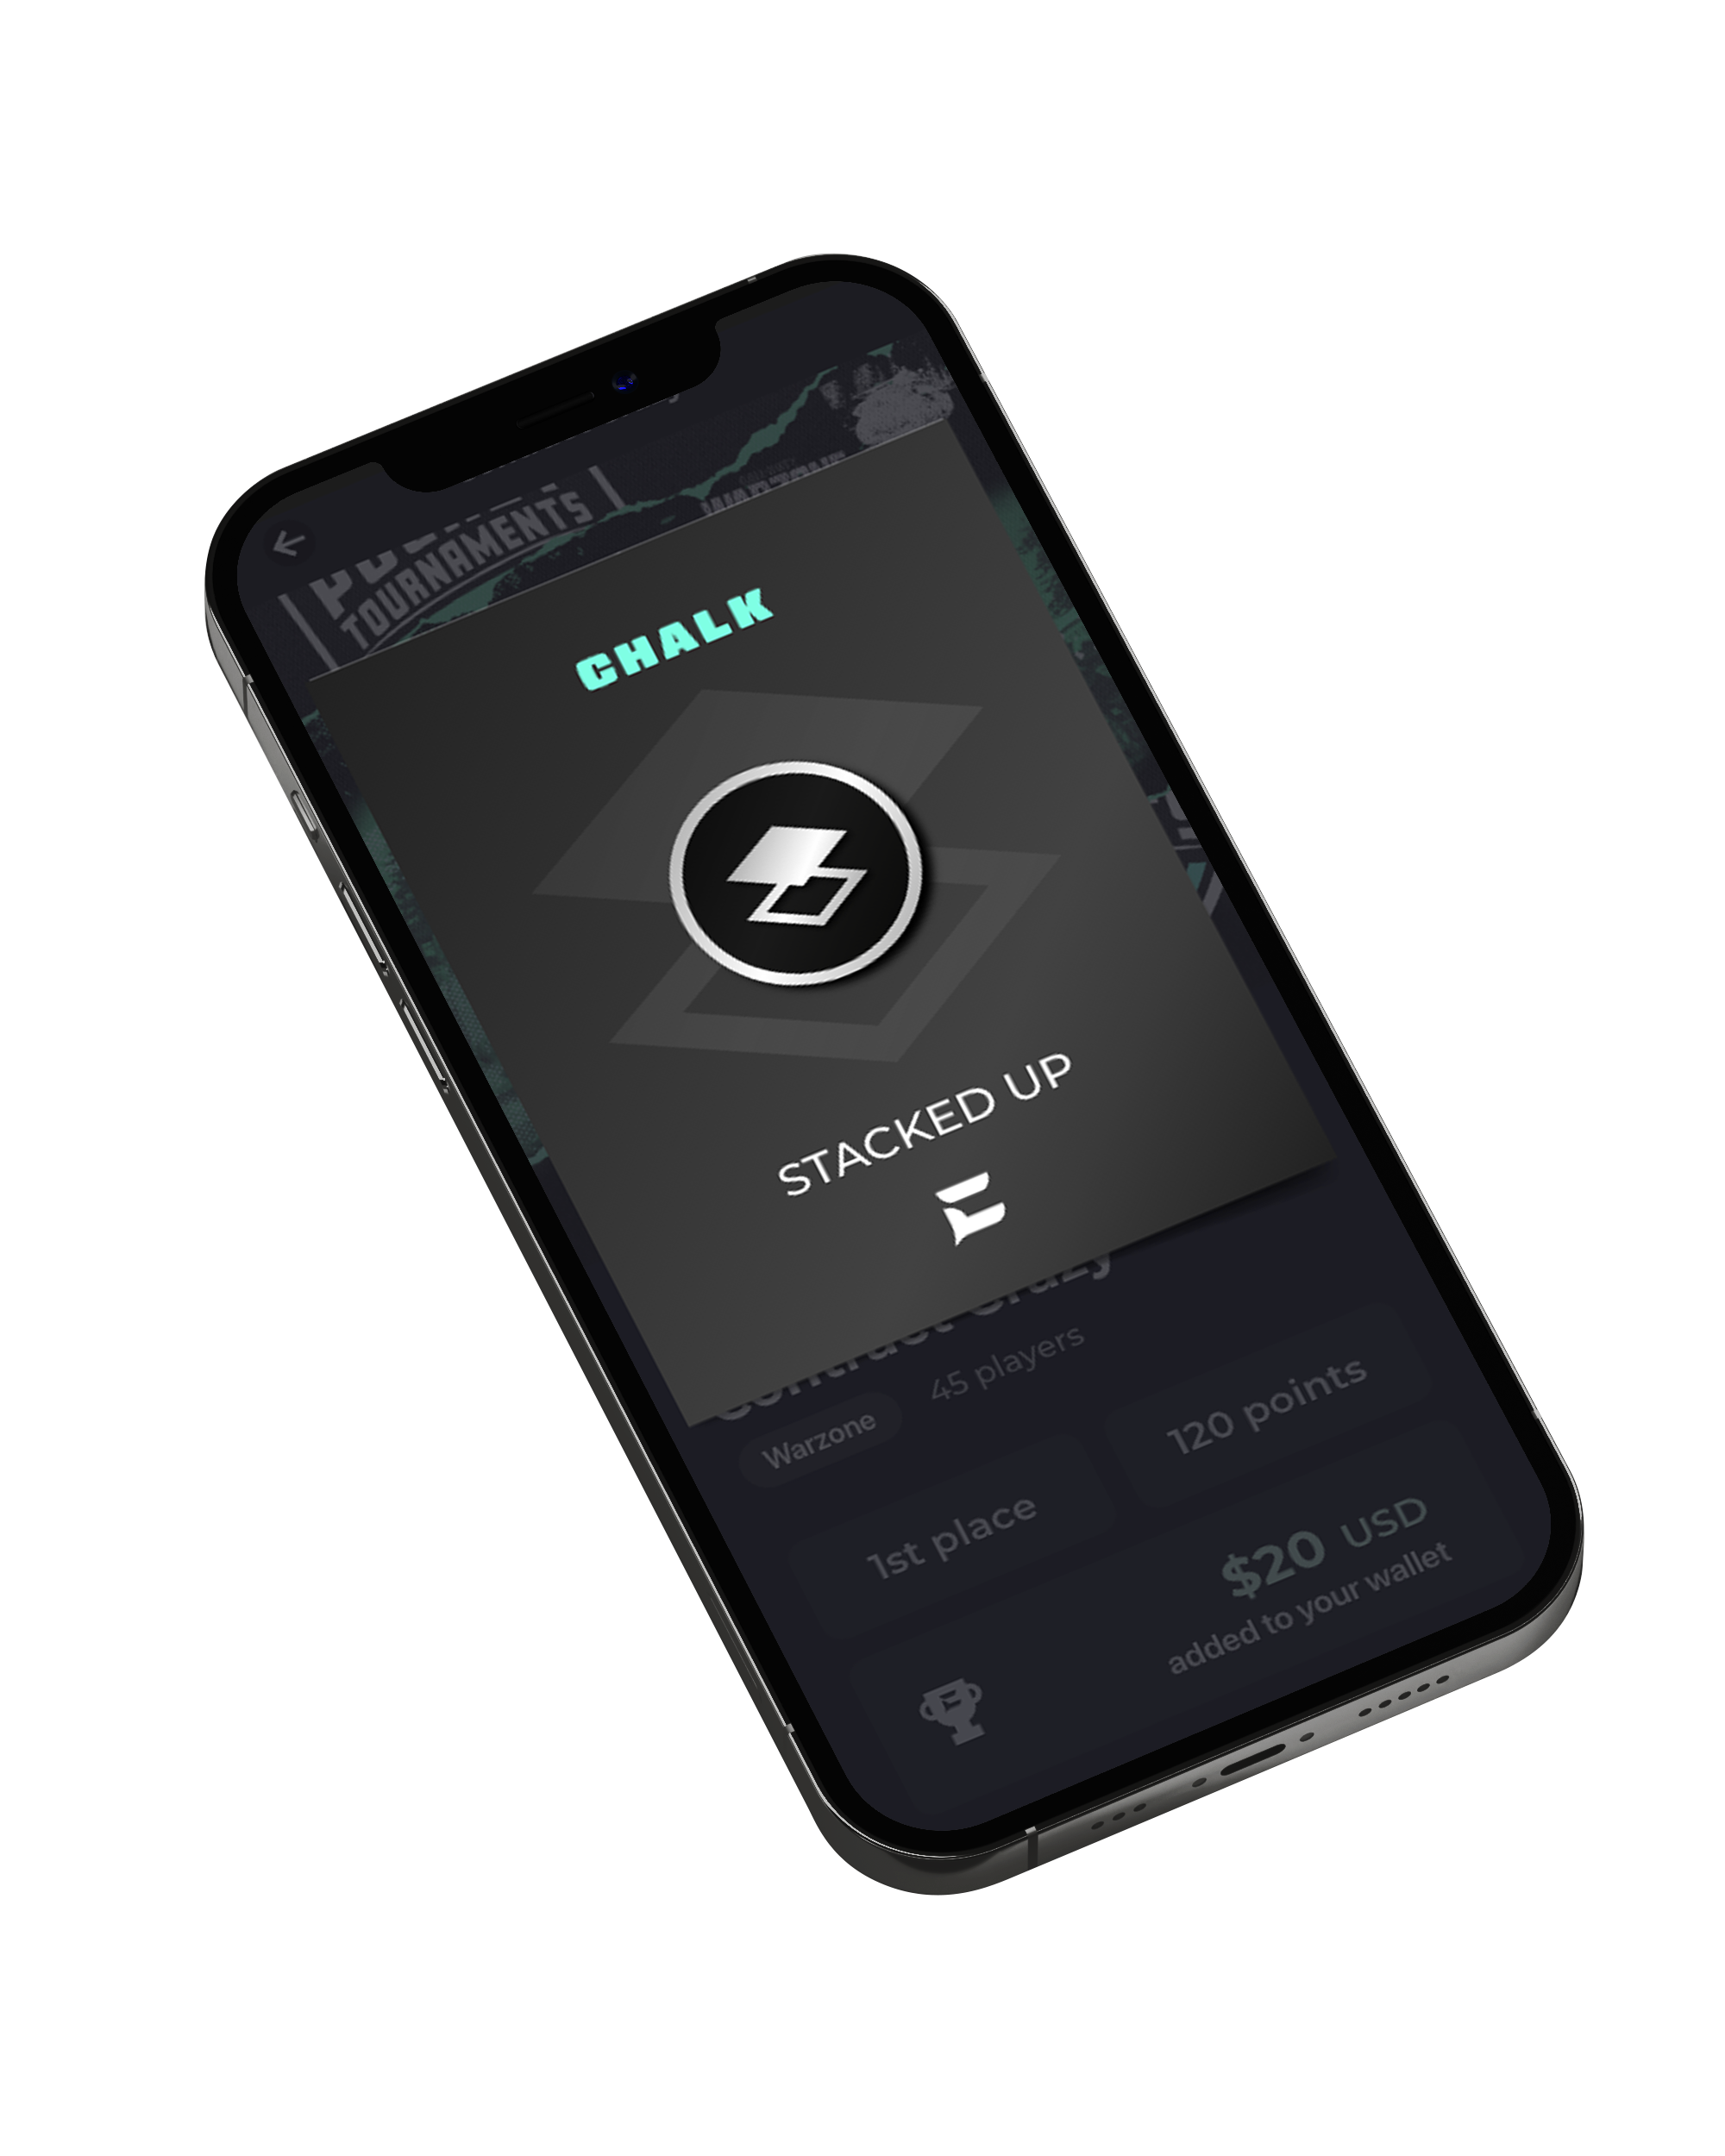 TOURNAMENTS
CHALK
STACKED UP
Contract Crazy
Warzone
45 players
1st place
120 points
$20 USD
added to your wallet